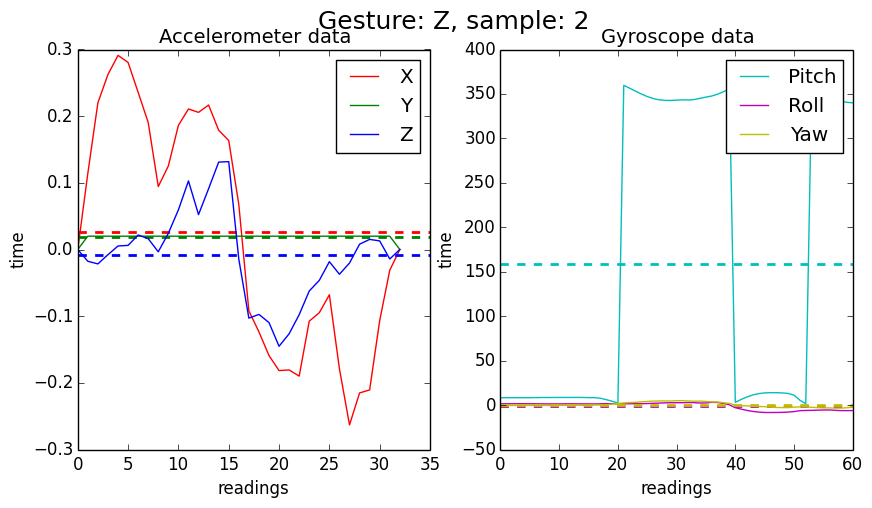 Gesture: Z, sample: 2
Accelerometer data
0.3
0.2
0.1
0.0
−0.1
−0.2
−0.3
time
0 5 10 15 20 25 30 35
readings
X
Y
Z
Gyroscope data
400
350
300
250
200
150
100
50
0
−50
time
0 10 20 30 40 50 60
readings
Pitch
Roll
Yaw